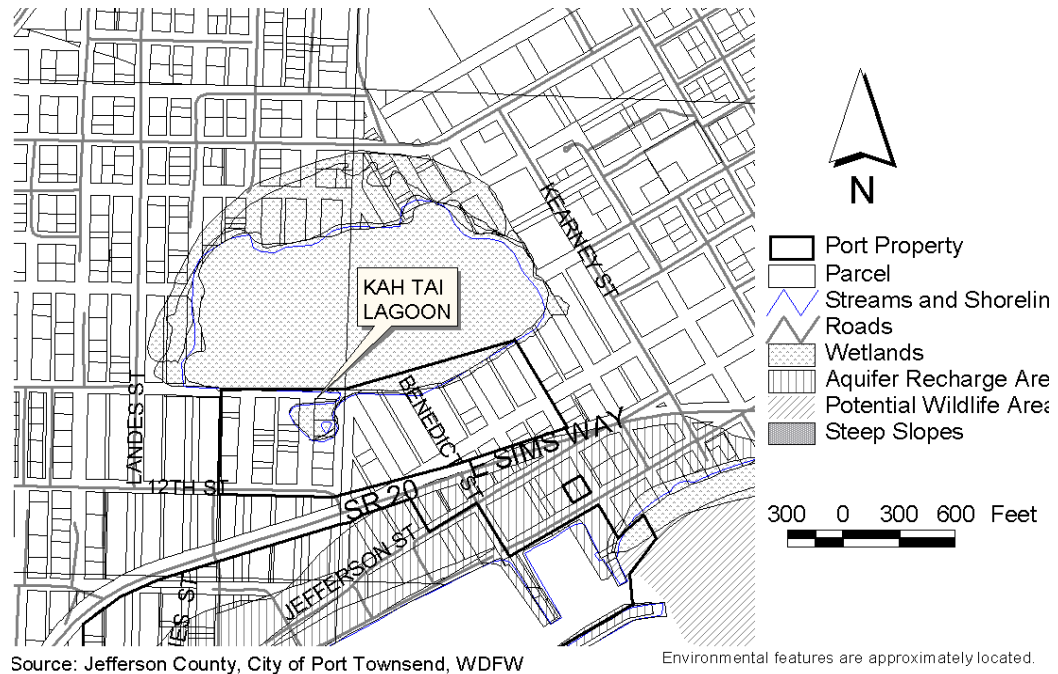 KEARNEY ST
KAH TAI
LAGOON
LANDES ST
BENEDICT ST
E SIMS WAY
12TH ST
SR 20
JEFFERSON ST
ES ST
N
Port Property
Parcel
Streams and Shorelin
Roads
Wetlands
Aquifer Recharge Are
Potential Wildlife Area
Steep Slopes
300 0 300 600 Feet
Source: Jefferson County, City of Port Townsend, WDFW
Environmental features are approximately located.